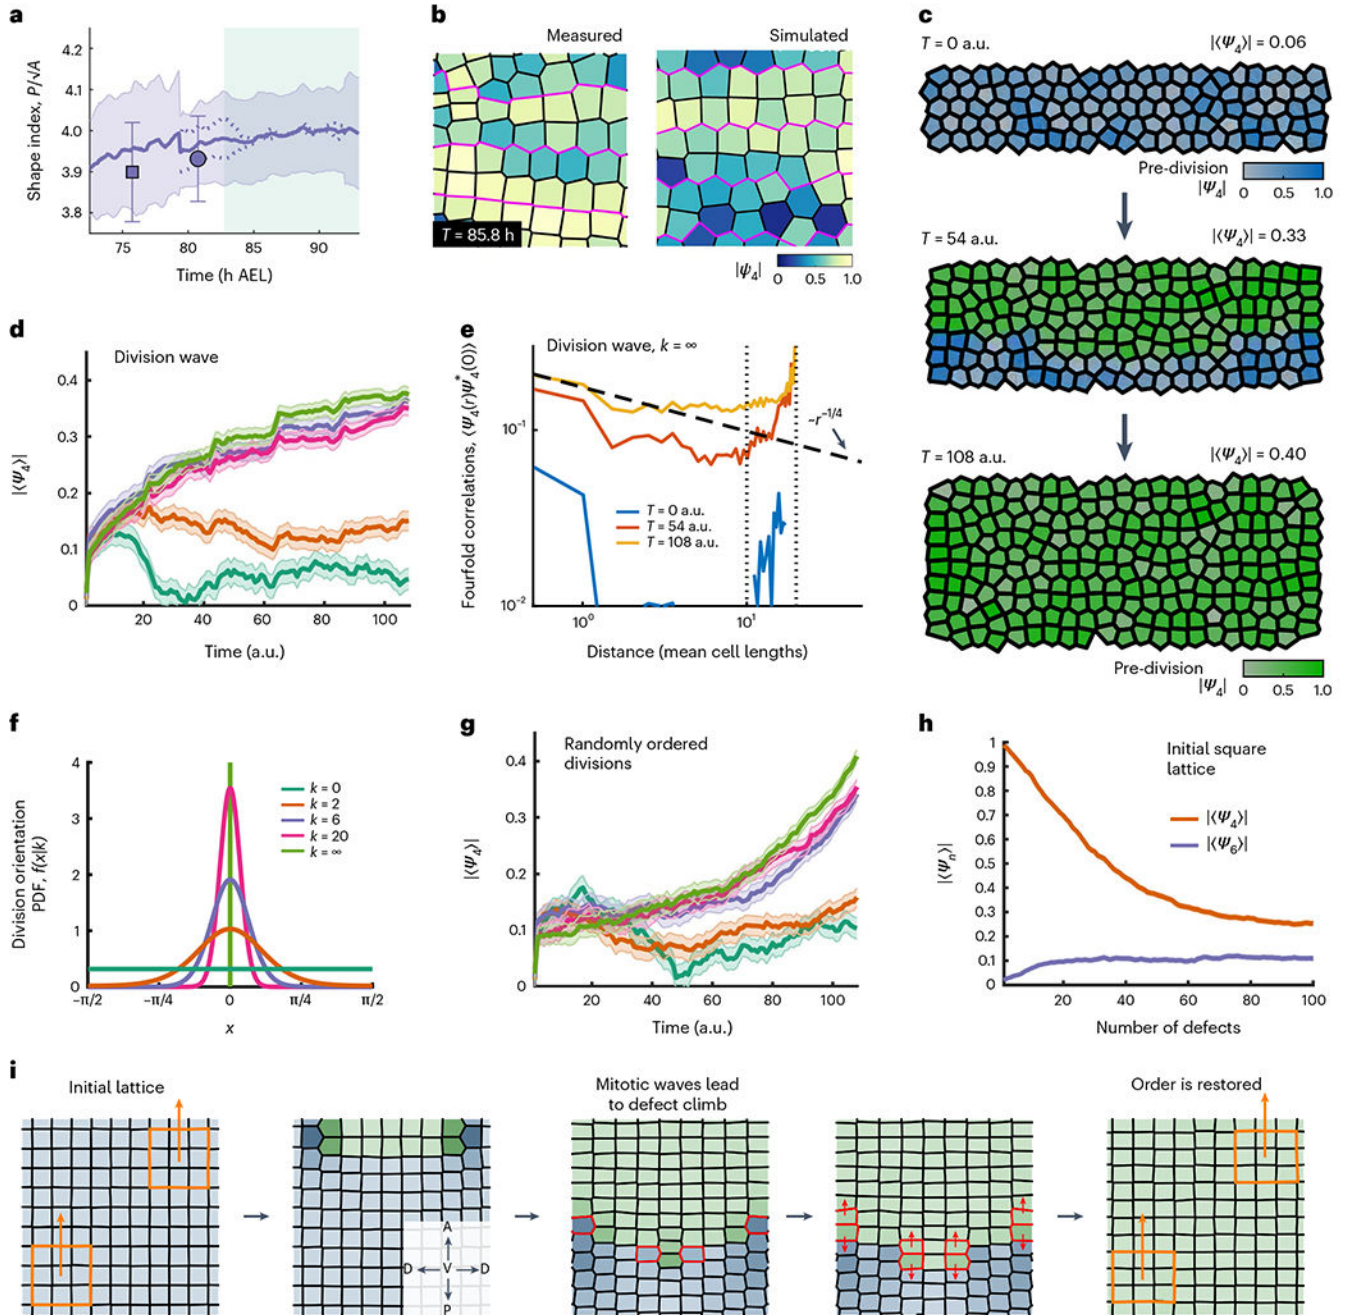 a
4.2
4.1
4.0
3.9
3.8
Shape index, P/√A
75
80
85
90
Time (h AEL)
b
Measured
Simulated
T = 85.8 h
|ψ4|
0
0.5
1.0
c
T = 0 a.u.
|⟨Ψ4⟩| = 0.06
Pre-division
|Ψ4|
0
0.5
1.0
T = 54 a.u.
|⟨Ψ4⟩| = 0.33
T = 108 a.u.
|⟨Ψ4⟩| = 0.40
Pre-division
|Ψ4|
0
0.5
1.0
d
Division wave
0.4
0.3
0.2
0.1
0
|⟨Ψ4⟩|
20
40
60
80
100
Time (a.u.)
e
Division wave, k = ∞
Fourfold correlations, ⟨Ψ4(r)Ψ4*(0)⟩
10⁻¹
10⁻²
~r⁻¹/⁴
T = 0 a.u.
T = 54 a.u.
T = 108 a.u.
10⁰
10¹
Distance (mean cell lengths)
f
4
3
2
1
0
Division orientation
PDF, f(x|k)
k = 0
k = 2
k = 6
k = 20
k = ∞
−π/2
−π/4
0
π/4
π/2
x
g
Randomly ordered
divisions
0.4
0.3
0.2
0.1
0
|⟨Ψ4⟩|
20
40
60
80
100
Time (a.u.)
h
1
0.9
0.8
0.7
0.6
0.5
0.4
0.3
0.2
0.1
0
|⟨Ψn⟩|
Initial square
lattice
|⟨Ψ4⟩|
|⟨Ψ6⟩|
20
40
60
80
100
Number of defects
i
Initial lattice
Mitotic waves lead
to defect climb
Order is restored
A
D
V
D
P